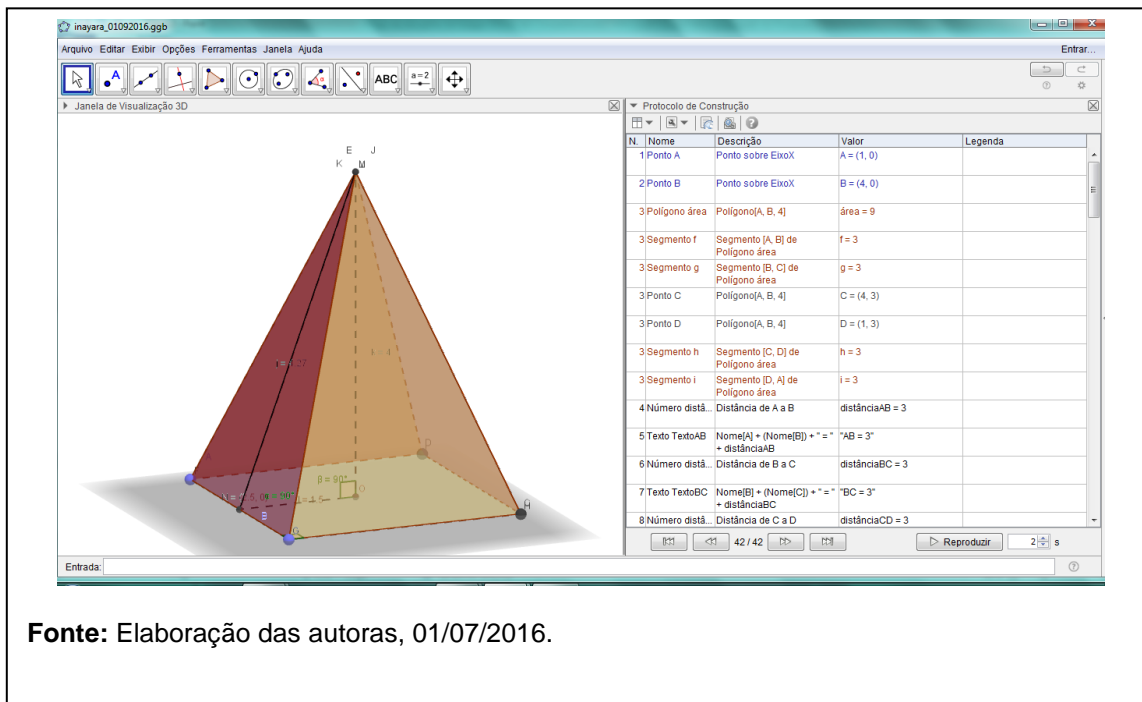 inayara_01092016.ggb
Arquivo Editar Exibir Opções Ferramentas Janela Ajuda
Entrar...
A
ABC
a=2
Janela de Visualização 3D
Protocolo de Construção
N. Nome Descrição Valor Legenda
1 Ponto A Ponto sobre EixoX A = (1, 0)
2 Ponto B Ponto sobre EixoX B = (4, 0)
3 Polígono área Polígono[A, B, 4] área = 9
3 Segmento f Segmento [A, B] de f = 3
Polígono área
3 Segmento g Segmento [B, C] de g = 3
Polígono área
3 Ponto C Polígono[A, B, 4] C = (4, 3)
3 Ponto D Polígono[A, B, 4] D = (1, 3)
3 Segmento h Segmento [C, D] de h = 3
Polígono área
3 Segmento i Segmento [D, A] de i = 3
Polígono área
4 Número distâ... Distância de A a B distânciaAB = 3
5 Texto TextoAB Nome[A] + (Nome[B]) + " = " "AB = 3"
+ distânciaAB
6 Número distâ... Distância de B a C distânciaBC = 3
7 Texto TextoBC Nome[B] + (Nome[C]) + " = " "BC = 3"
+ distânciaBC
8 Número distâ... Distância de C a D distânciaCD = 3
E J
K M
D
β = 90°
O
B
42 / 42
Reproduzir
2 s
Entrada:
Fonte: Elaboração das autoras, 01/07/2016.